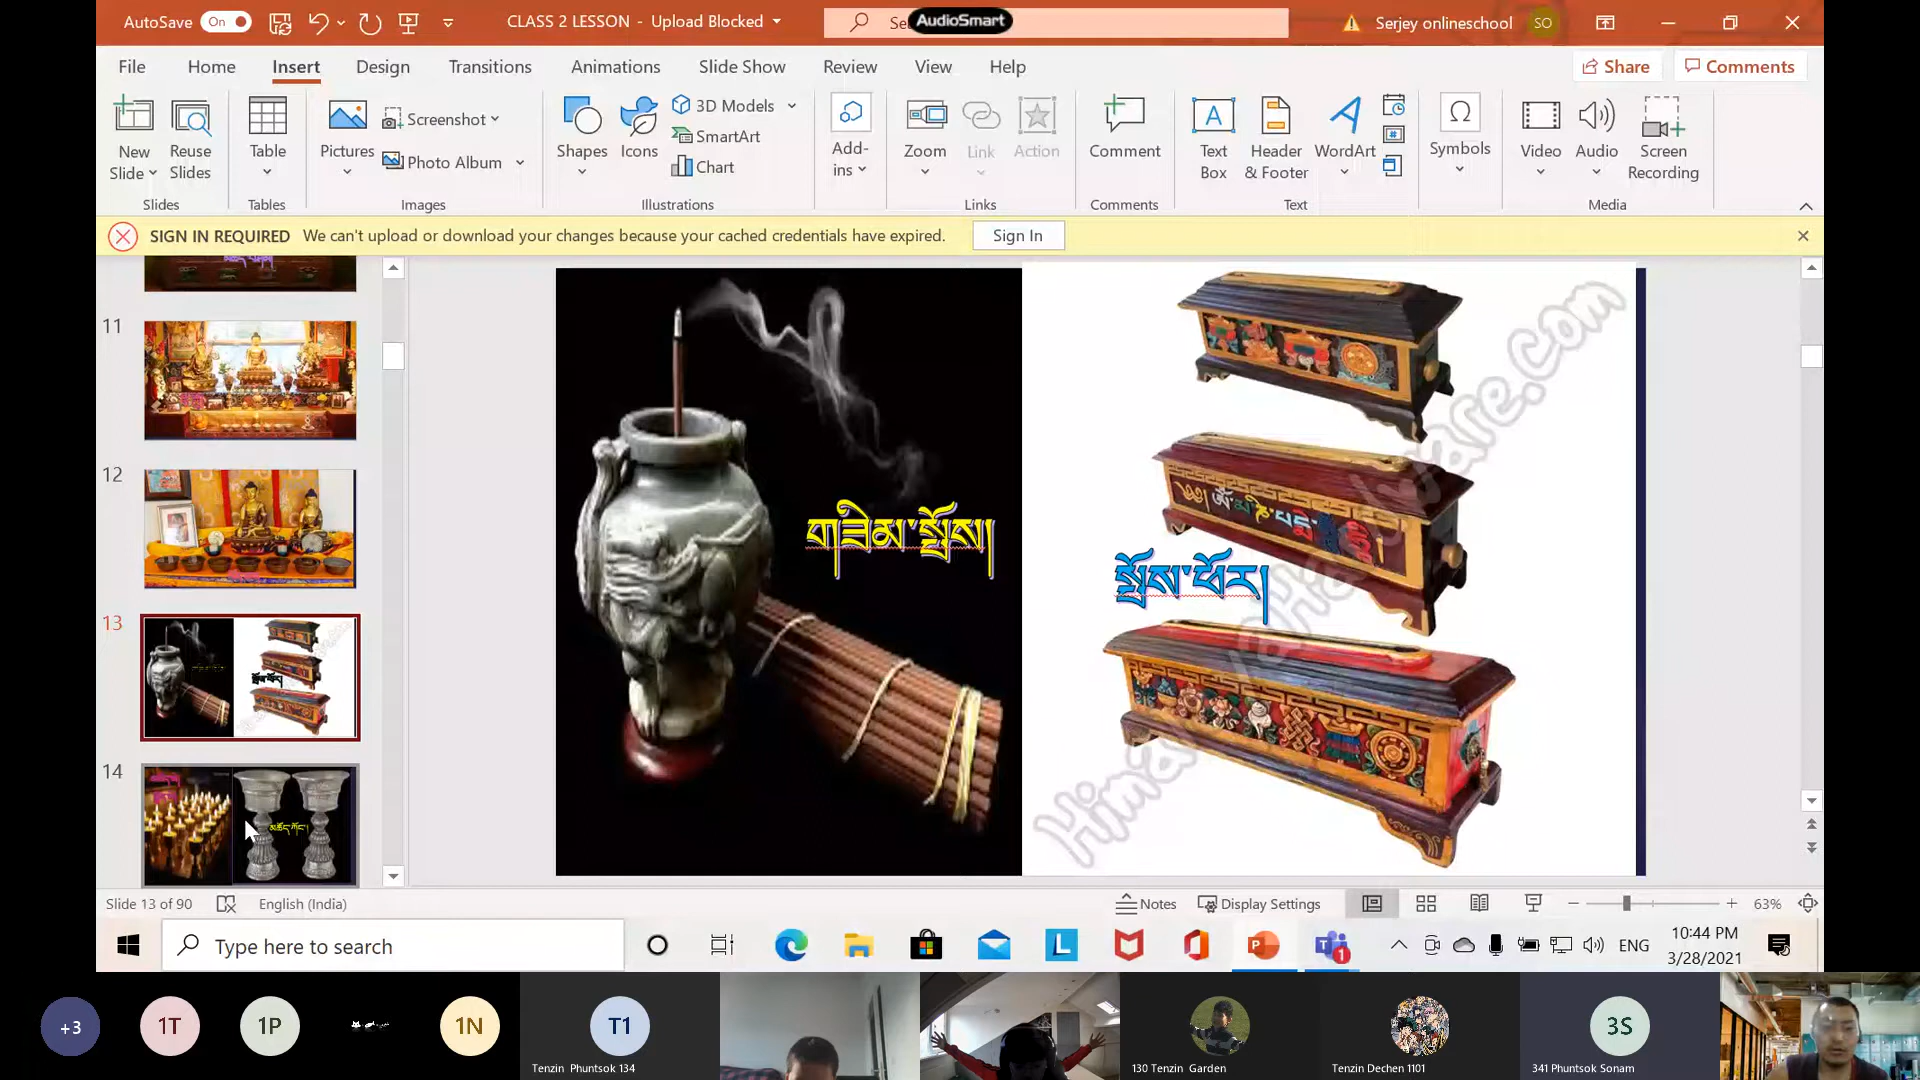 AutoSave On
CLASS 2 LESSON - Upload Blocked
Se
AudioSmart
Serjey onlineschool
SO
File Home Insert Design Transitions Animations Slide Show Review View Help
Share Comments
New Slide
Reuse Slides
Table
Pictures
Screenshot
Photo Album
Shapes
Icons
3D Models
SmartArt
Chart
Add-ins
Zoom
Link
Action
Comment
Text Box
Header & Footer
WordArt
Symbols
Video
Audio
Screen Recording
Slides Tables Images Illustrations Links Comments Text Media
SIGN IN REQUIRED We can't upload or download your changes because your cached credentials have expired. Sign In
11
12
13
14
གཟིམ་སྤོས།
སྤོས་ཕོར།
མཆོད་ཀོང་།
Slide 13 of 90 English (India) Notes Display Settings 63%
Type here to search
ENG
10:44 PM
3/28/2021
1
+3
1T
1P
1N
T1
3S
Tenzin Phuntsok 134
130 Tenzin Garden
Tenzin Dechen 1101
341 Phuntsok Sonam